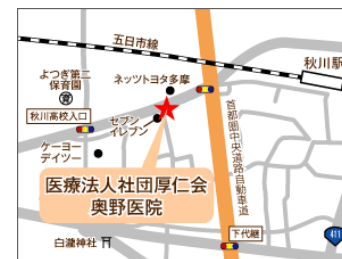 五日市線
秋川駅
よつぎ第二
保育園
ネッツトヨタ多摩
秋川高校入口
セブン
イレブン
ケーヨー
デイツー
首都圏中央道路自動車道
医療法人社団厚仁会
奥野医院
白瀧神社
下代継
411